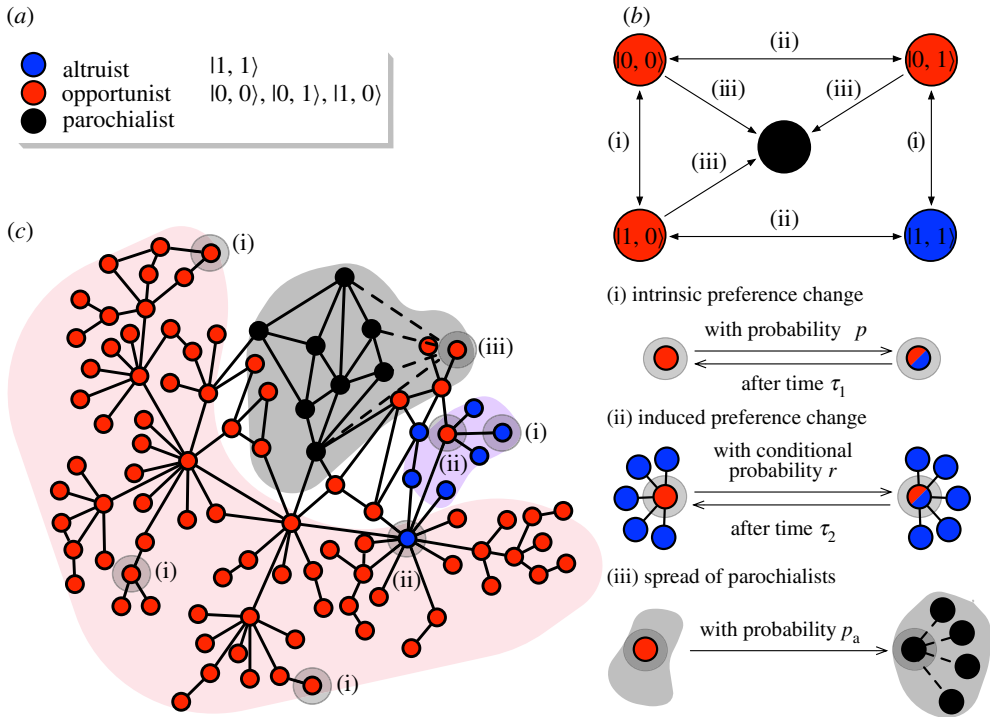 (a)
altruist |1, 1⟩
opportunist |0, 0⟩, |0, 1⟩, |1, 0⟩
parochialist
(b)
|0, 0⟩ (ii) |0, 1⟩
(iii) (iii)
(i) (iii) (i)
|1, 0⟩ (ii) |1, 1⟩
(c)
(i)
(iii)
(i)
(ii)
(ii)
(i)
(i)
(i) intrinsic preference change
with probability p
after time τ1
(ii) induced preference change
with conditional
probability r
after time τ2
(iii) spread of parochialists
with probability pa